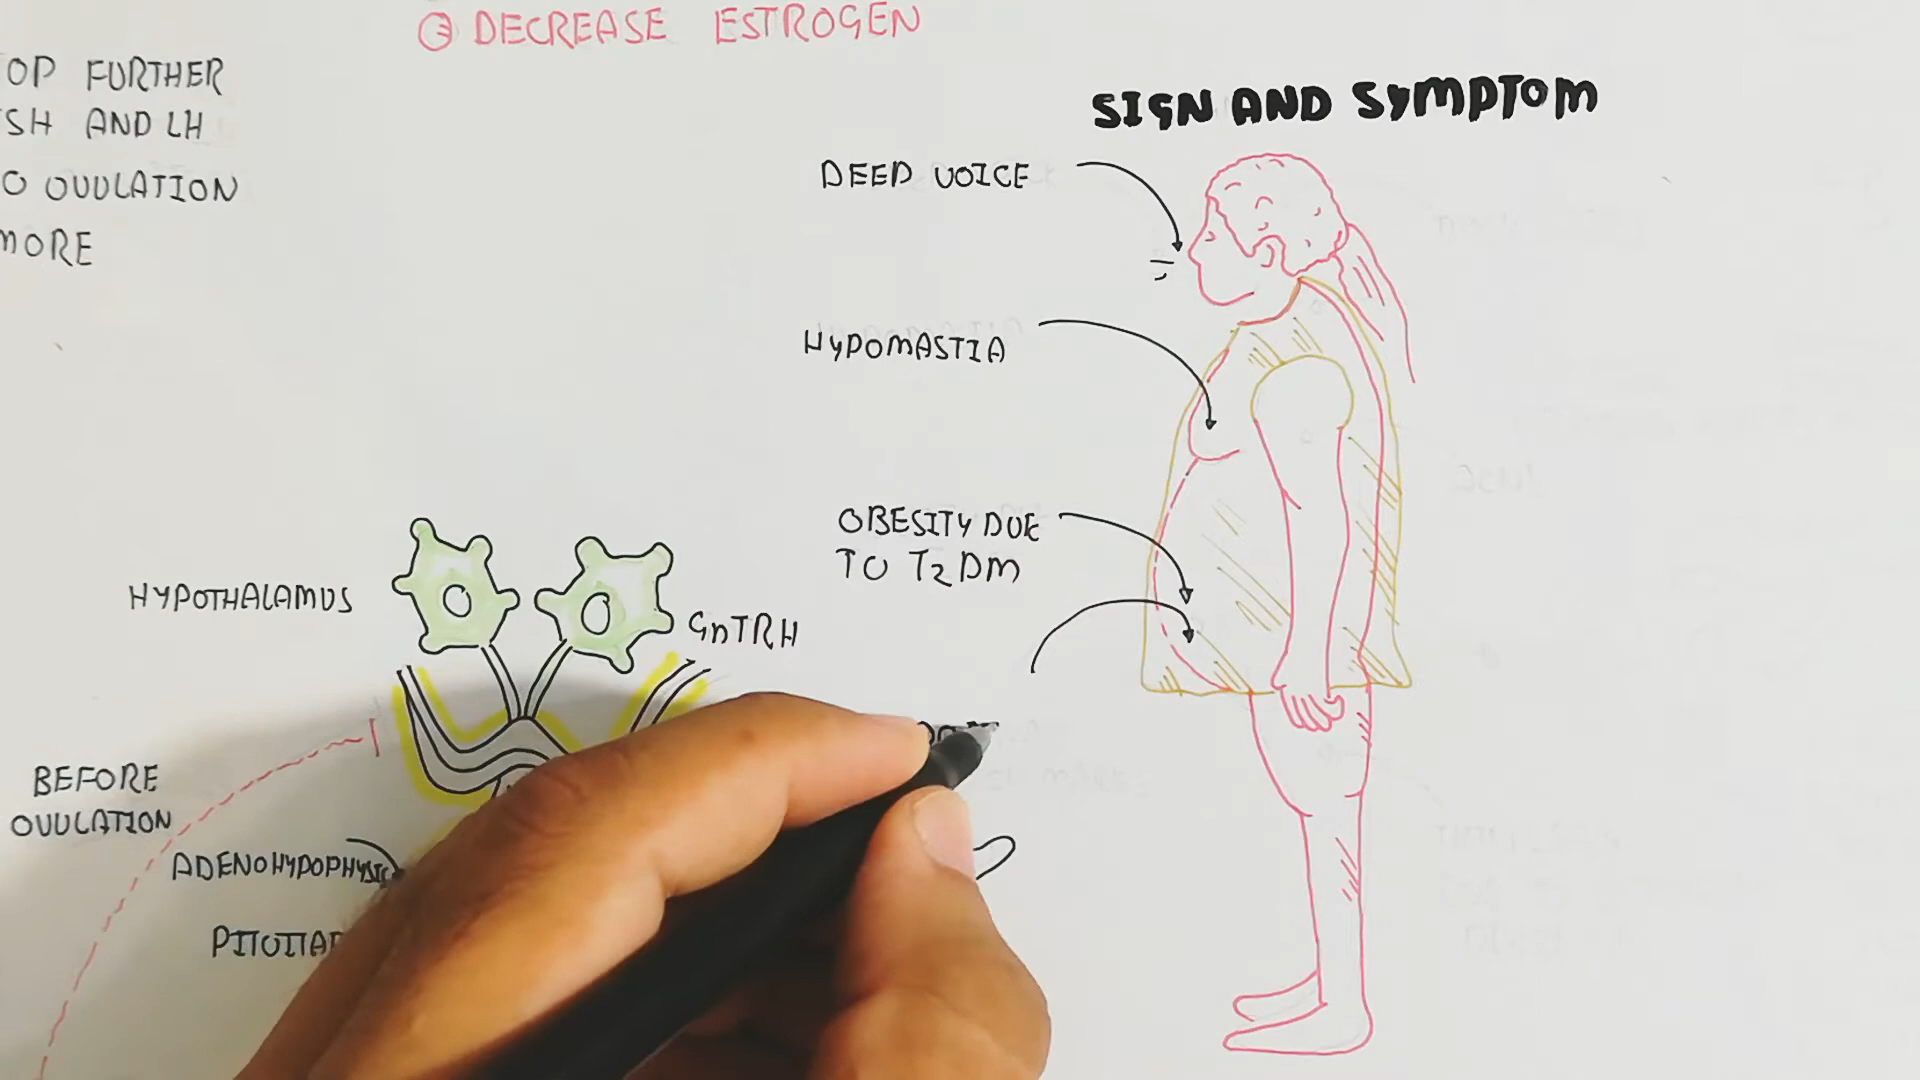 ③ DECREASE ESTROGEN
OP FURTHER
SH AND LH
O OVULATION
MORE
SIGN AND SYMPTOM
DEEP VOICE
HYPOMASTIA
OBESITY DUE
TO T2DM
HYPOTHALAMUS
GnTRH
BEFORE
OVULATION
ADENOHYPOPHYSIS